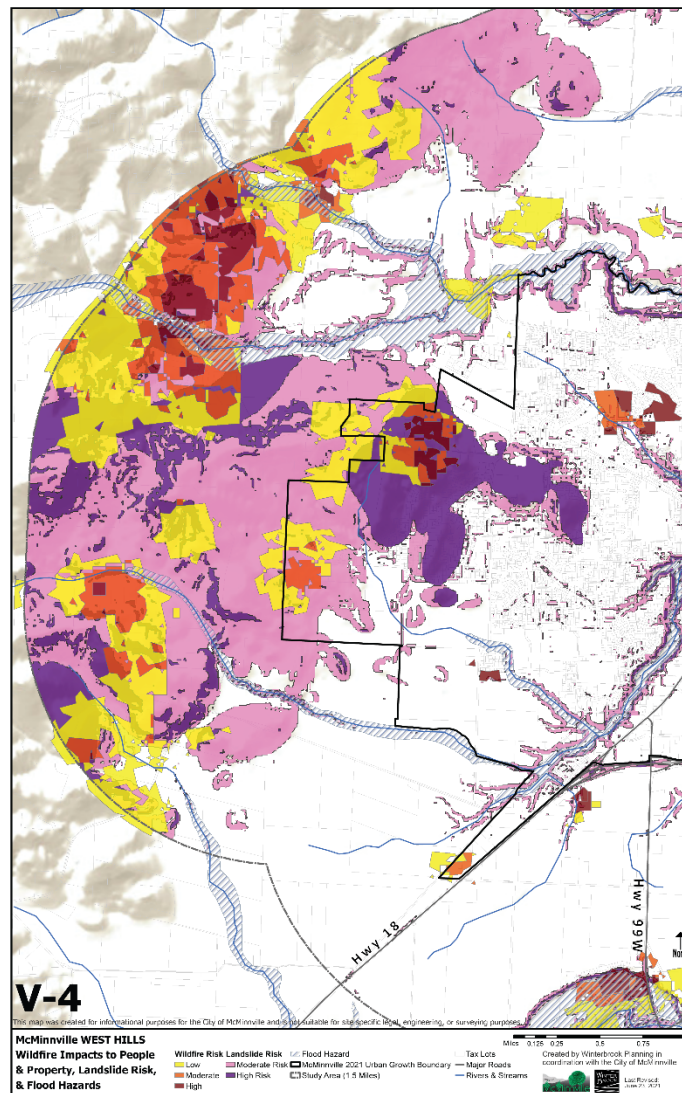 Hwy 18
Hwy 99W
V-4
This map was created for informational purposes for the City of McMinnville and is not suitable for site specific legal, engineering, or surveying purposes.
McMinnville WEST HILLS
Wildfire Impacts to People
& Property, Landslide Risk,
& Flood Hazards
Wildfire Risk
Low
Moderate
High
Landslide Risk
Moderate Risk
High Risk
Flood Hazard
McMinnville 2021 Urban Growth Boundary
Study Area (1.5 Miles)
Tax Lots
Major Roads
Rivers & Streams
Miles 0.125 0.25 0.5 0.75
Created by Winterbrook Planning in
coordination with the City of McMinnville
Last Revised: